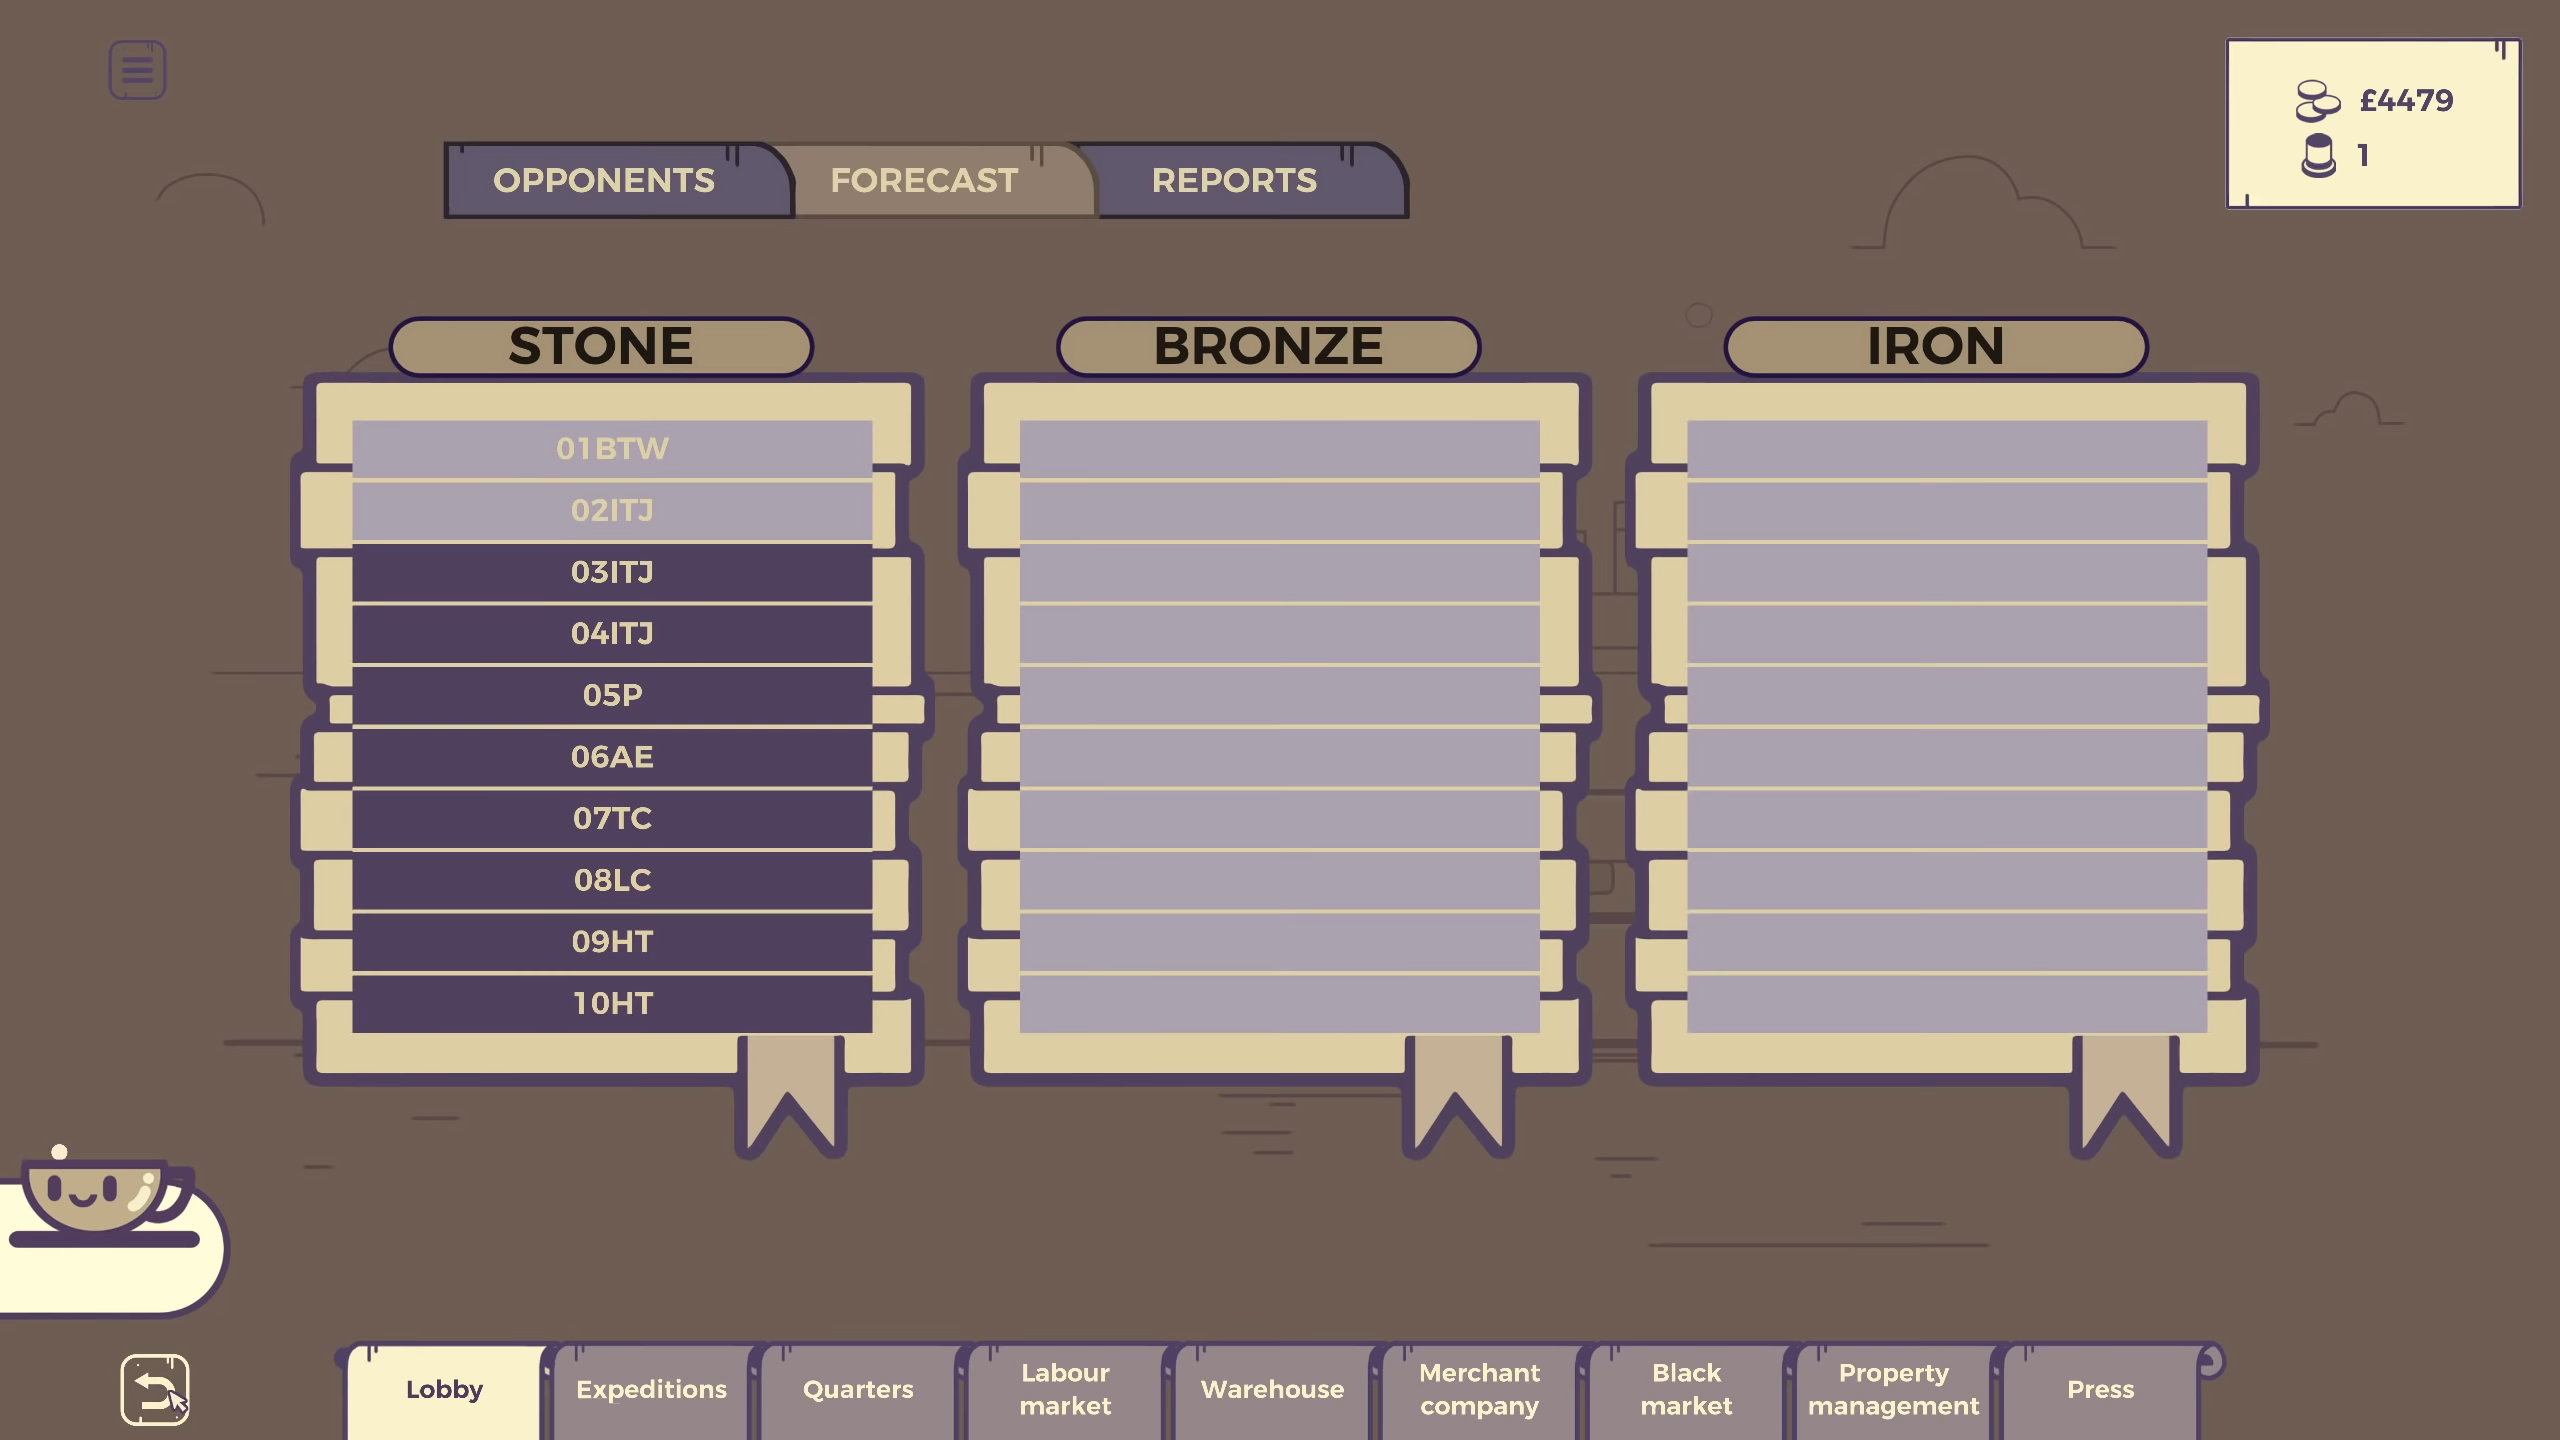 £4479
1
OPPONENTS
FORECAST
REPORTS
STONE
BRONZE
IRON
01BTW
02ITJ
03ITJ
04ITJ
05P
06AE
07TC
08LC
09HT
10HT
Lobby
Expeditions
Quarters
Labour
market
Warehouse
Merchant
company
Black
market
Property
management
Press